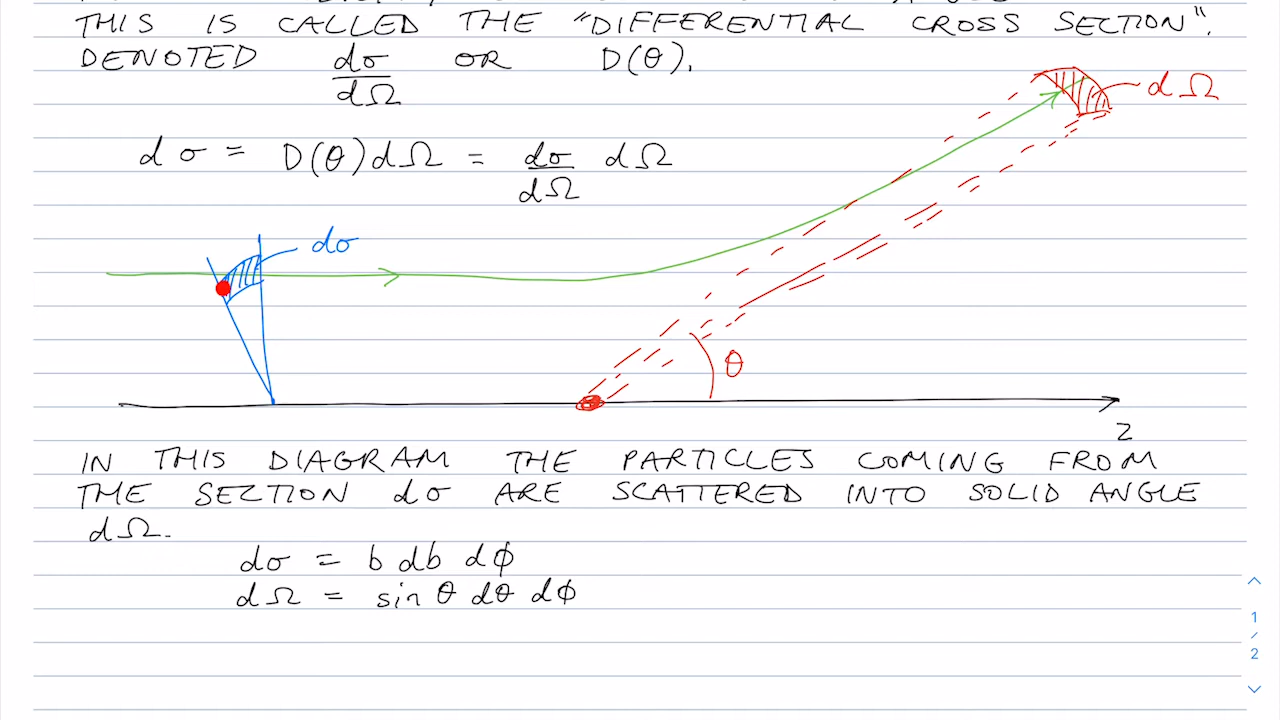 THIS IS CALLED THE "DIFFERENTIAL CROSS SECTION".
DENOTED dσ/dΩ OR D(θ).
dΩ
dσ = D(θ)dΩ = dσ/dΩ dΩ
dσ
θ
z
IN THIS DIAGRAM THE PARTICLES COMING FROM
THE SECTION dσ ARE SCATTERED INTO SOLID ANGLE
dΩ.
dσ = b db dϕ
dΩ = sin θ dθ dϕ
1
/
2